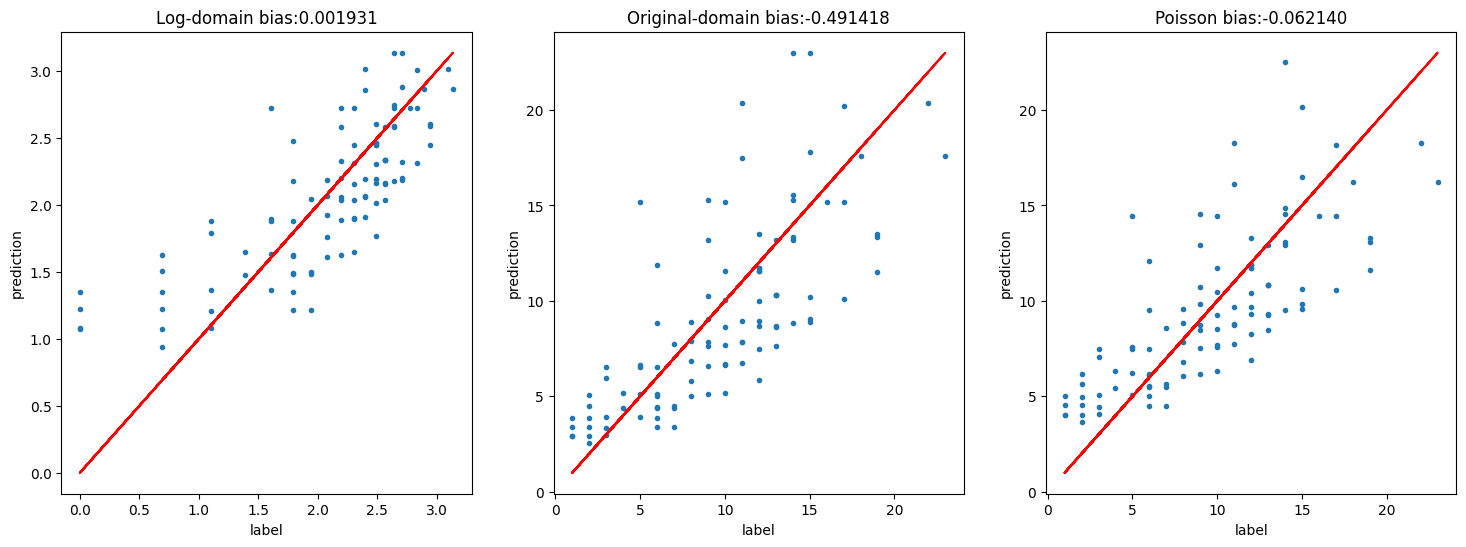 Log-domain bias:0.001931
3.0
2.5
2.0
1.5
1.0
0.5
0.0
prediction
0.0 0.5 1.0 1.5 2.0 2.5 3.0
label
Original-domain bias:-0.491418
20
15
10
5
0
prediction
0 5 10 15 20
label
Poisson bias:-0.062140
20
15
10
5
0
prediction
0 5 10 15 20
label